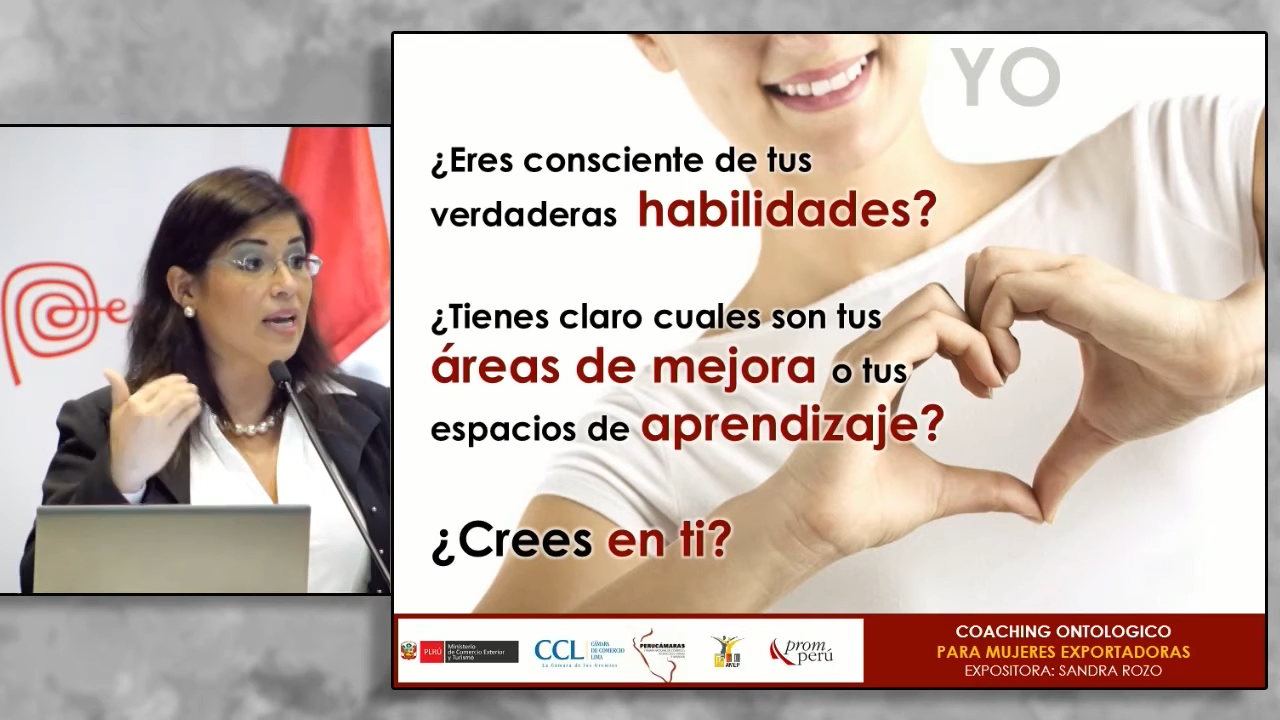 YO
¿Eres consciente de tus
verdaderas habilidades?
¿Tienes claro cuales son tus
áreas de mejora o tus
espacios de aprendizaje?
¿Crees en ti?
PERÚ
Ministerio
de Comercio Exterior
y Turismo
CCL
CÁMARA
DE COMERCIO
LIMA
La Cámara de los Gremios
PERUCÁMARAS
prom
perú
COACHING ONTOLOGICO
PARA MUJERES EXPORTADORAS
EXPOSITORA: SANDRA ROZO